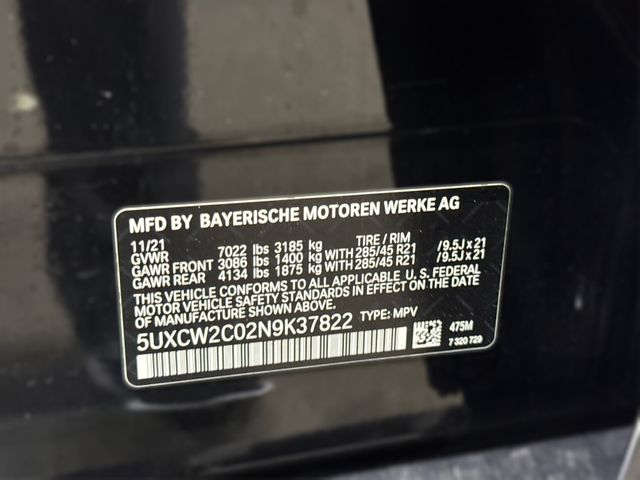 MFD BY BAYERISCHE MOTOREN WERKE AG
11/21 TIRE / RIM
GVWR 7022 lbs 3185 kg
GAWR FRONT 3086 lbs 1400 kg WITH 285/45 R21 /9.5J x 21
GAWR REAR 4134 lbs 1875 kg WITH 285/45 R21 /9.5J x 21
THIS VEHICLE CONFORMS TO ALL APPLICABLE U.S. FEDERAL
MOTOR VEHICLE SAFETY STANDARDS IN EFFECT ON THE DATE
OF MANUFACTURE SHOWN ABOVE.
5UXCW2C02N9K37822 TYPE: MPV
475M
7 320 729